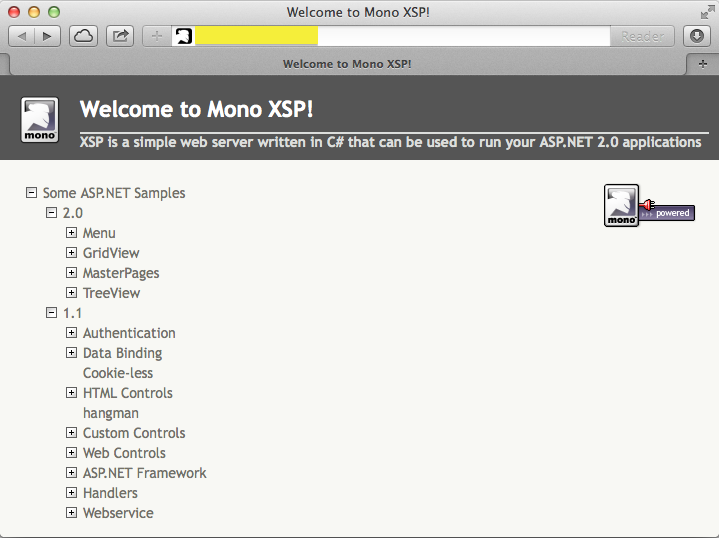 Welcome to Mono XSP!
Reader
Welcome to Mono XSP!
mono
Welcome to Mono XSP!
XSP is a simple web server written in C# that can be used to run your ASP.NET 2.0 applications
Some ASP.NET Samples
mono
powered
2.0
Menu
GridView
MasterPages
TreeView
1.1
Authentication
Data Binding
Cookie-less
HTML Controls
hangman
Custom Controls
Web Controls
ASP.NET Framework
Handlers
Webservice